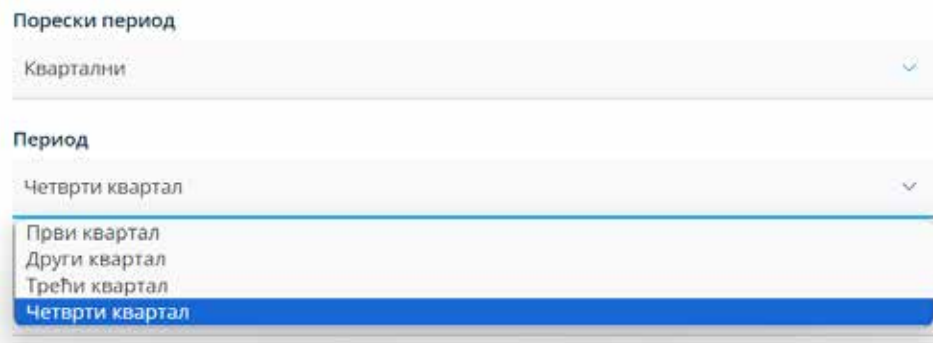 Порески период
Квартални
Период
Четврти квартал
Први квартал
Други квартал
Трећи квартал
Четврти квартал